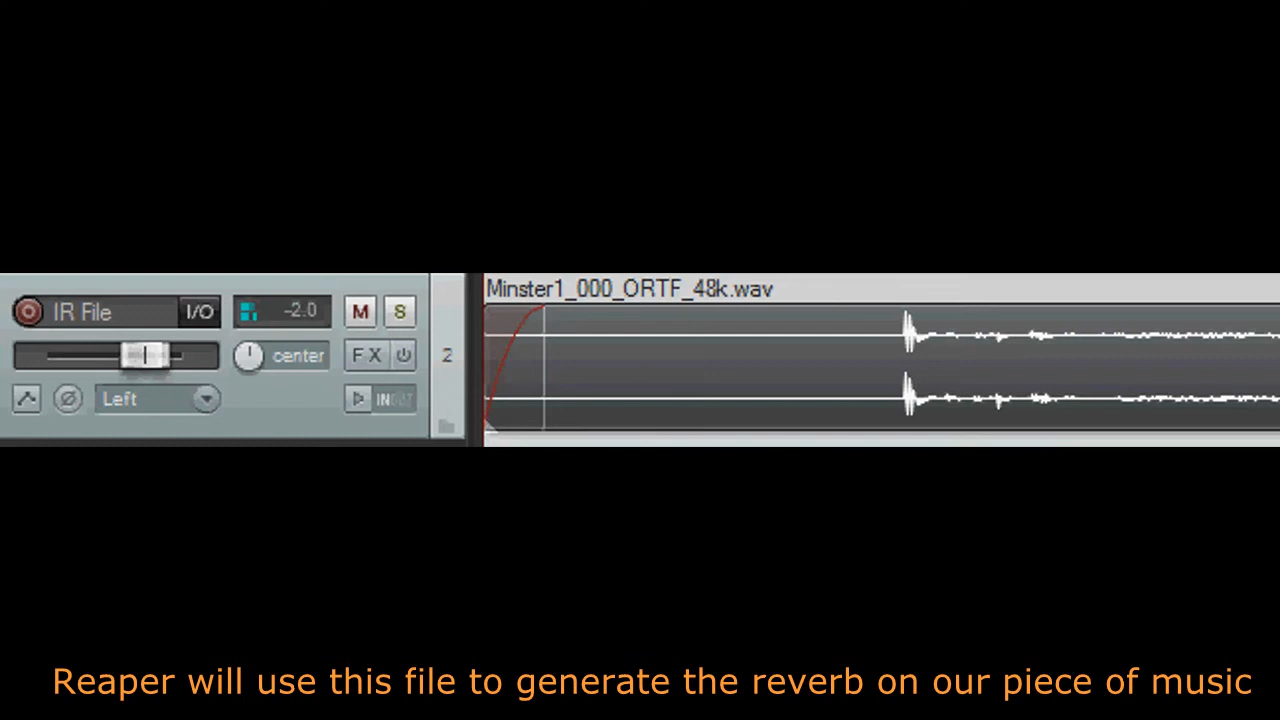 Minster1_000_ORTF_48k.wav
IR File I/O -2.0 M S
center FX 2
Left IN
Reaper will use this file to generate the reverb on our piece of music